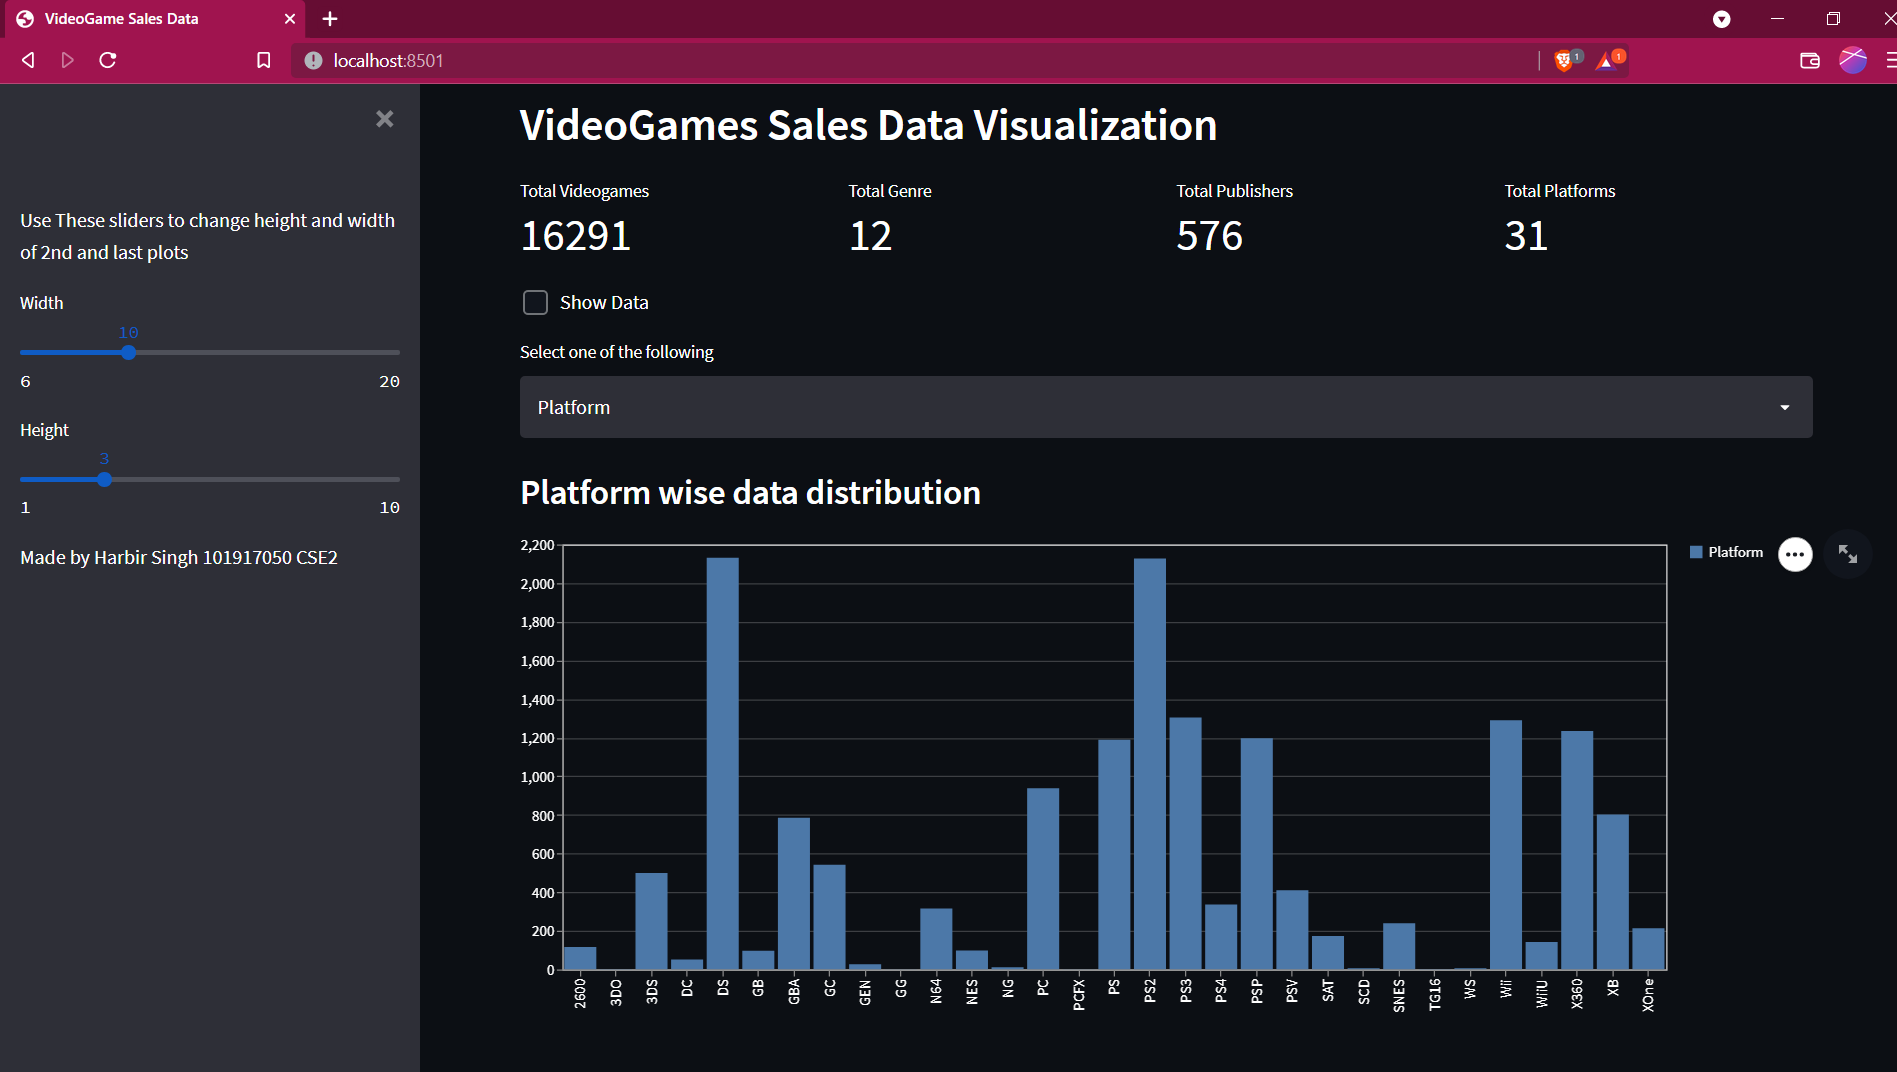 VideoGame Sales Data
localhost:8501
1
1
Use These sliders to change height and width
of 2nd and last plots
Width
10
6 20
Height
3
1 10
Made by Harbir Singh 101917050 CSE2
VideoGames Sales Data Visualization
Total Videogames
16291
Total Genre
12
Total Publishers
576
Total Platforms
31
Show Data
Select one of the following
Platform
Platform wise data distribution
2,200
2,000
1,800
1,600
1,400
1,200
1,000
800
600
400
200
0
2600
3DO
3DS
DC
DS
GB
GBA
GC
GEN
GG
N64
NES
NG
PC
PCFX
PS
PS2
PS3
PS4
PSP
PSV
SAT
SCD
SNES
TG16
WS
Wii
WiiU
X360
XB
XOne
Platform